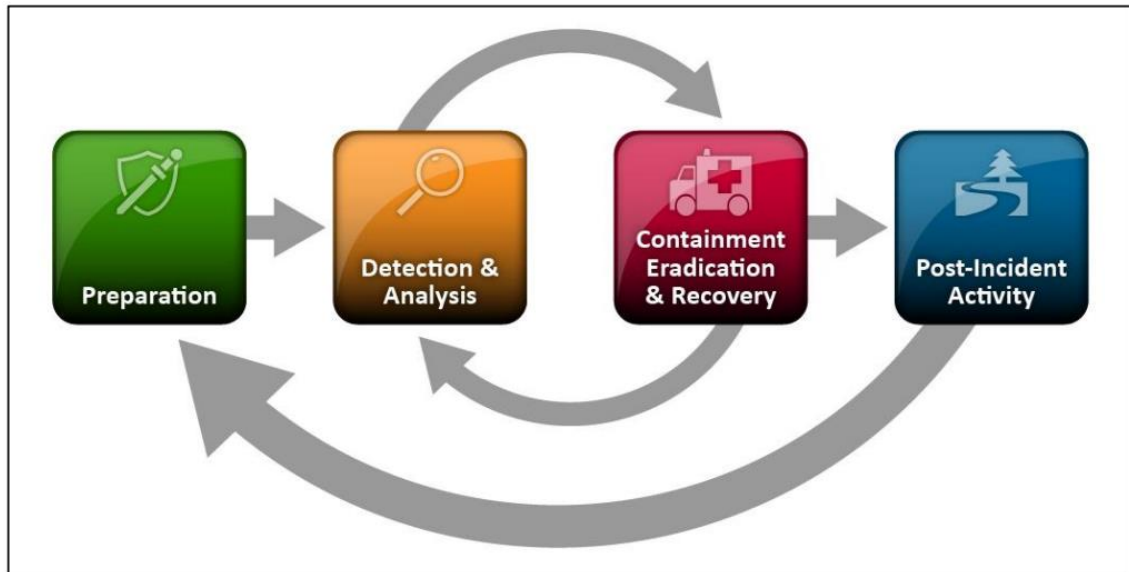 Preparation
Detection &
Analysis
Containment
Eradication
& Recovery
Post-Incident
Activity